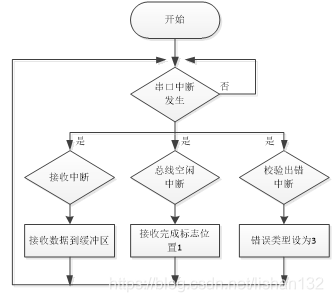 开始
串口中断
发生
否
是
是
是
接收中断
总线空闲
中断
校验出错
中断
接收数据到缓冲区
接收完成标志位
置1
错误类型设为3
https://blog.csdn.net/lishan132